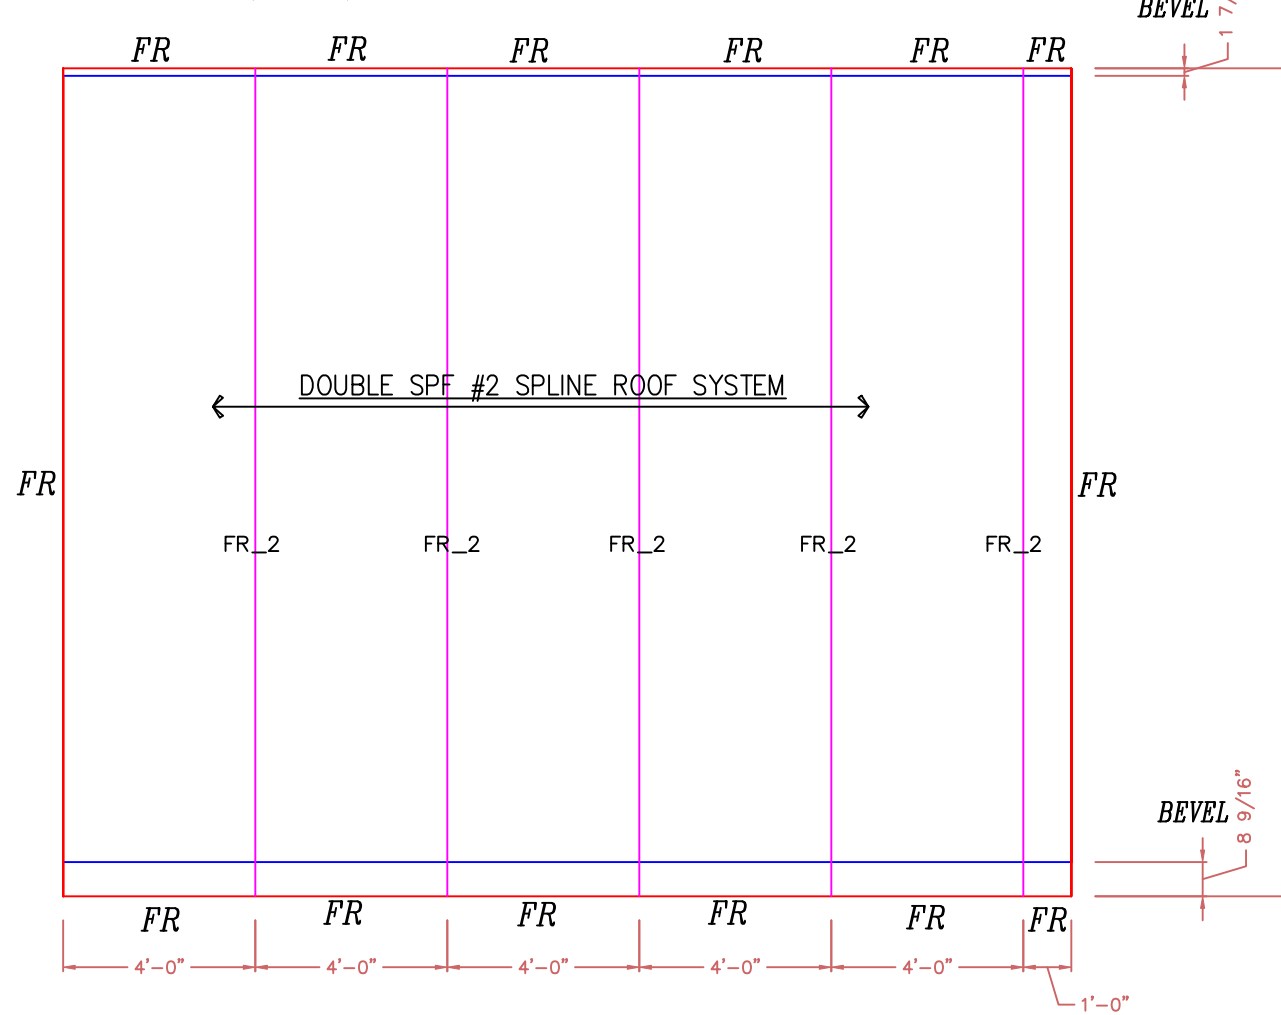 BEVEL
1 7/
FR FR FR FR FR FR
DOUBLE SPF #2 SPLINE ROOF SYSTEM
FR FR
FR_2 FR_2 FR_2 FR_2 FR_2
BEVEL
8 9/16"
FR FR FR FR FR FR
4'-0" 4'-0" 4'-0" 4'-0" 4'-0"
1'-0"